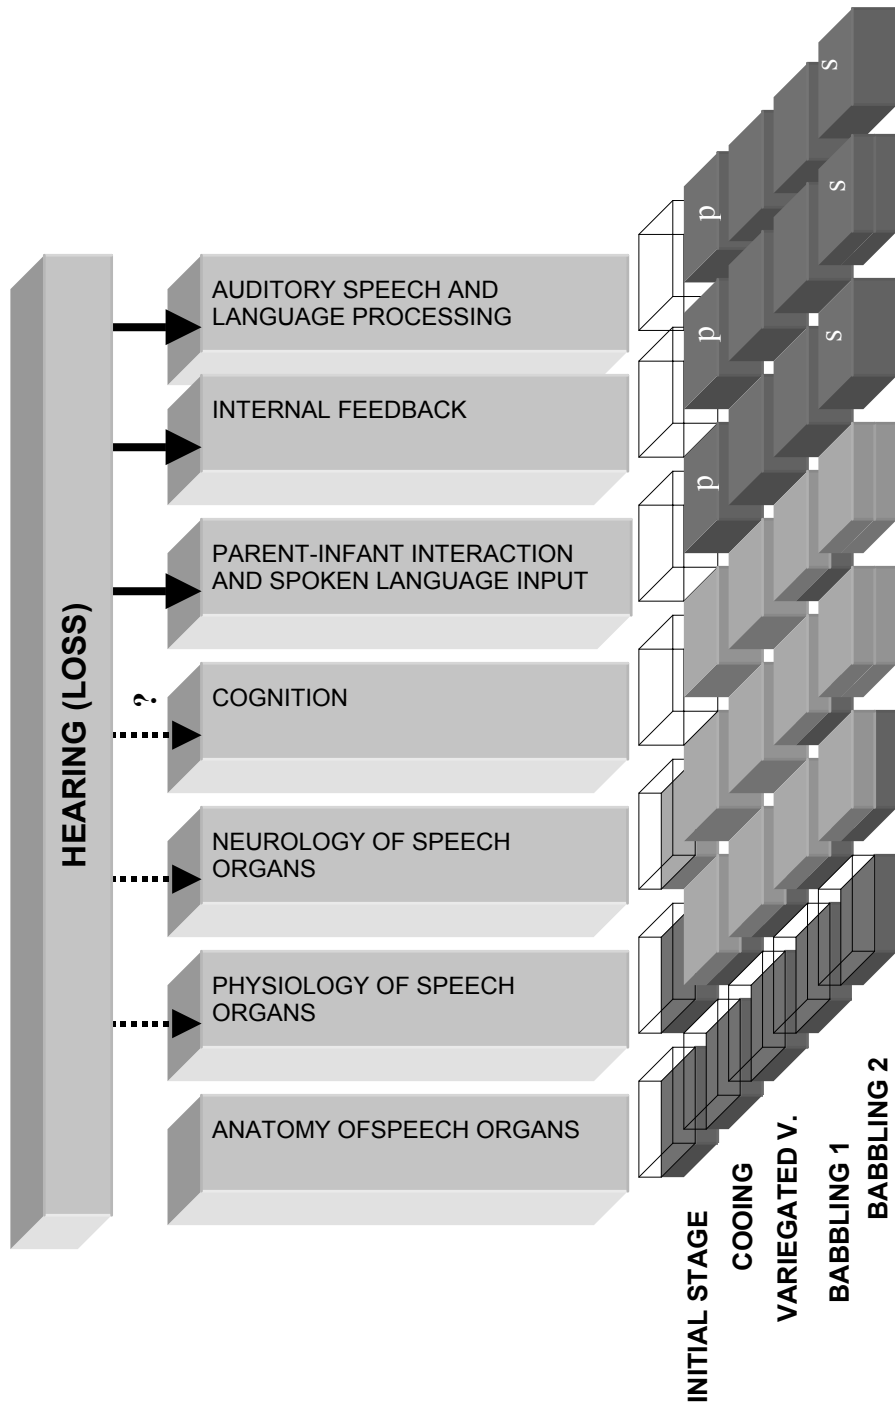 HEARING (LOSS)
?
AUDITORY SPEECH AND
LANGUAGE PROCESSING
INTERNAL FEEDBACK
PARENT-INFANT INTERACTION
AND SPOKEN LANGUAGE INPUT
COGNITION
NEUROLOGY OF SPEECH
ORGANS
PHYSIOLOGY OF SPEECH
ORGANS
ANATOMY OFSPEECH ORGANS
p
p
p
s
s
s
INITIAL STAGE
COOING
VARIEGATED V.
BABBLING 1
BABBLING 2